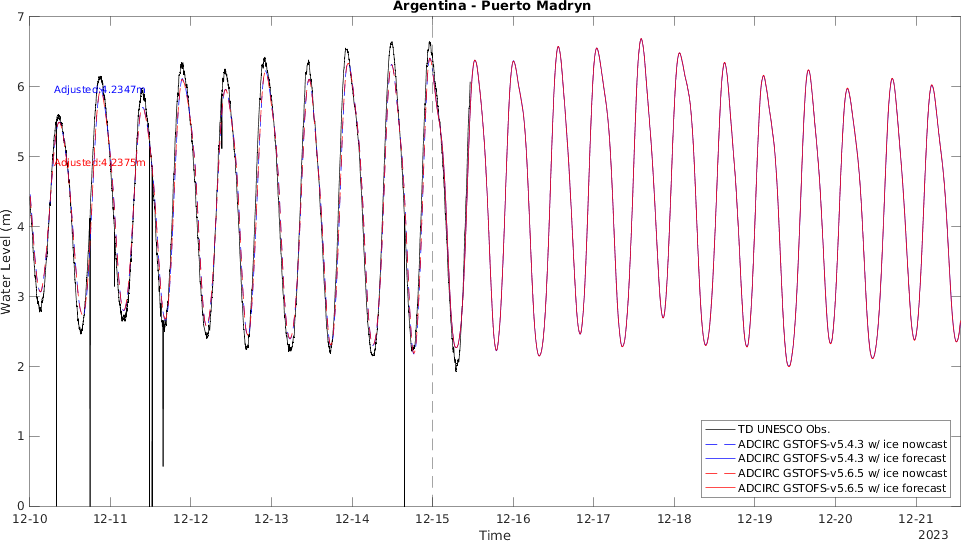 Argentina - Puerto Madryn
7
6
5
4
3
2
1
0
Water Level (m)
Adjusted:4.2347m
Adjusted:4.2375m
TD UNESCO Obs.
ADCIRC GSTOFS-v5.4.3 w/ ice nowcast
ADCIRC GSTOFS-v5.4.3 w/ ice forecast
ADCIRC GSTOFS-v5.6.5 w/ ice nowcast
ADCIRC GSTOFS-v5.6.5 w/ ice forecast
12-10 12-11 12-12 12-13 12-14 12-15 12-16 12-17 12-18 12-19 12-20 12-21
Time
2023